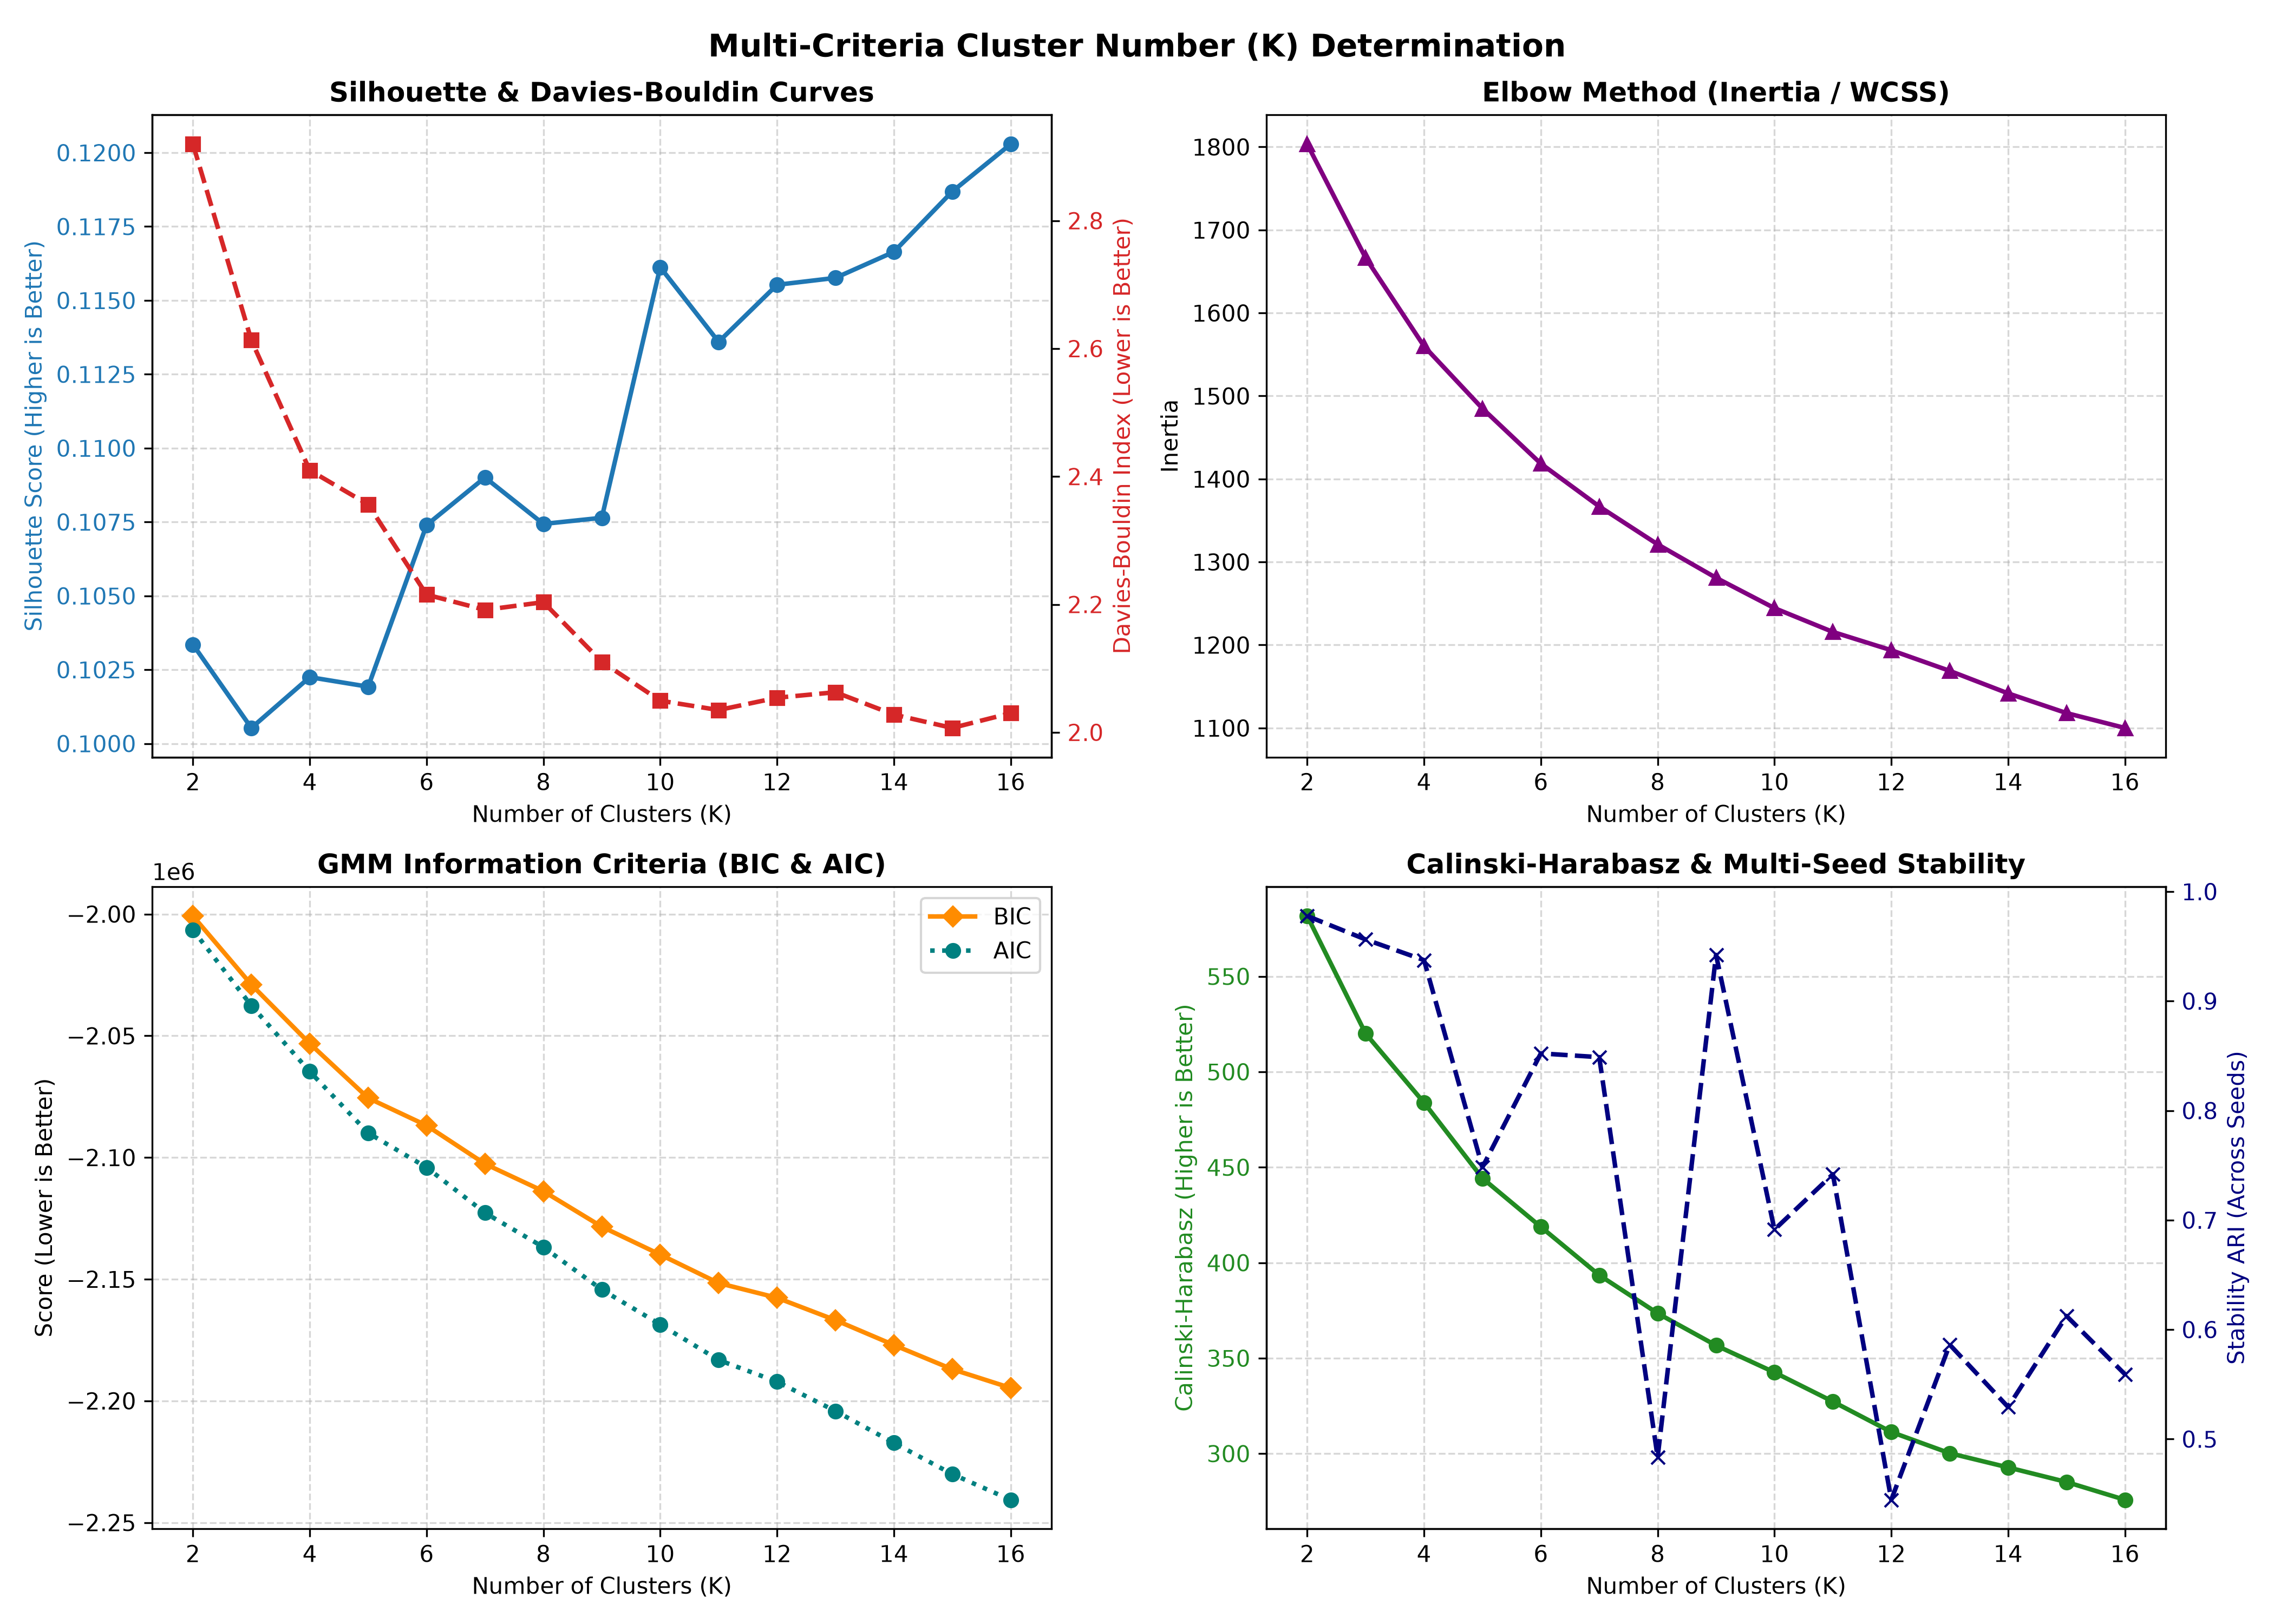 Multi-Criteria Cluster Number (K) Determination
Silhouette & Davies-Bouldin Curves
Silhouette Score (Higher is Better)
0.1200
0.1175
0.1150
0.1125
0.1100
0.1075
0.1050
0.1025
0.1000
2 4 6 8 10 12 14 16
Number of Clusters (K)
2.8
2.6
2.4
2.2
2.0
Davies-Bouldin Index (Lower is Better)
Elbow Method (Inertia / WCSS)
Inertia
1800
1700
1600
1500
1400
1300
1200
1100
2 4 6 8 10 12 14 16
Number of Clusters (K)
GMM Information Criteria (BIC & AIC)
1e6
Score (Lower is Better)
−2.00
−2.05
−2.10
−2.15
−2.20
−2.25
BIC
AIC
2 4 6 8 10 12 14 16
Number of Clusters (K)
Calinski-Harabasz & Multi-Seed Stability
Calinski-Harabasz (Higher is Better)
550
500
450
400
350
300
2 4 6 8 10 12 14 16
Number of Clusters (K)
1.0
0.9
0.8
0.7
0.6
0.5
Stability ARI (Across Seeds)